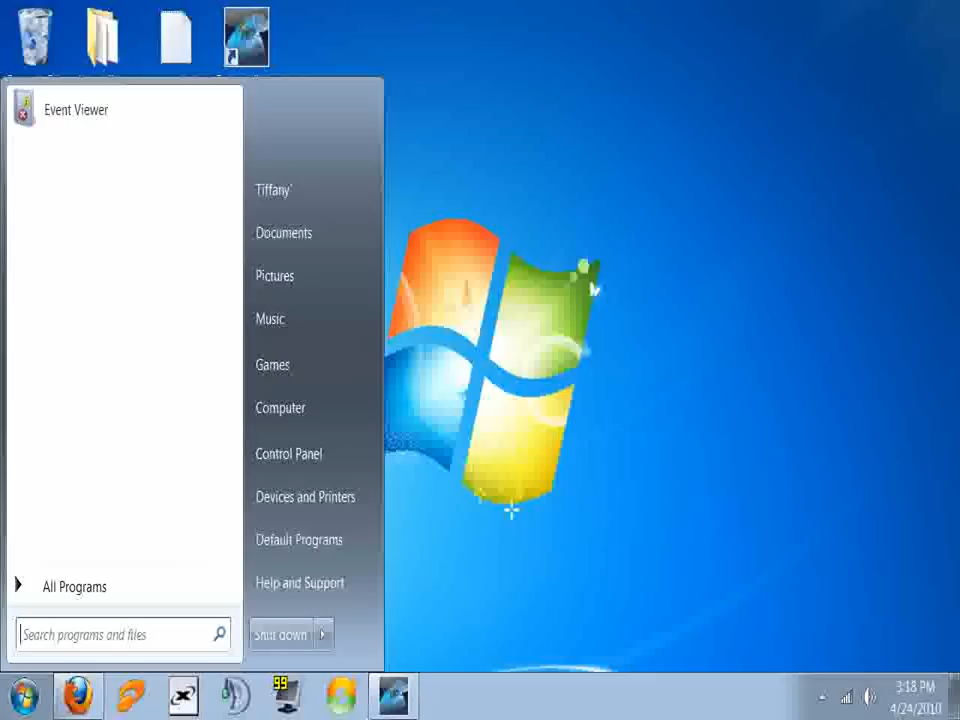 Event Viewer
Tiffany'
Documents
Pictures
Music
Games
Computer
Control Panel
Devices and Printers
Default Programs
Help and Support
All Programs
Search programs and files
Shut down
99
3:18 PM
4/24/2010